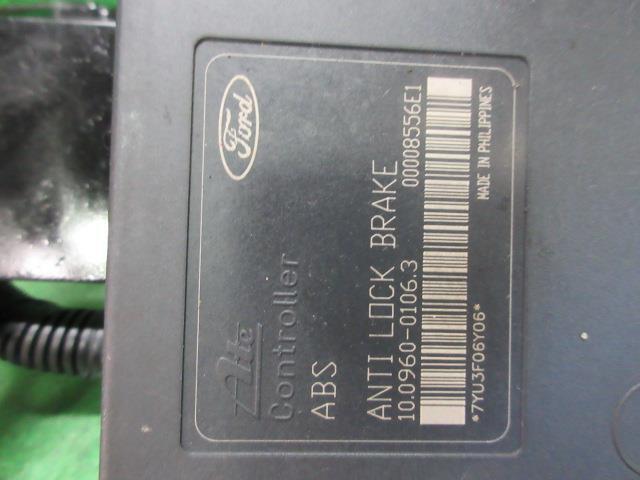 Ford
Ate
Controller
ABS
ANTI LOCK BRAKE
10.0960-0106.3 00008556E1
*7YU3F06Y06*
MADE IN PHILIPPINES